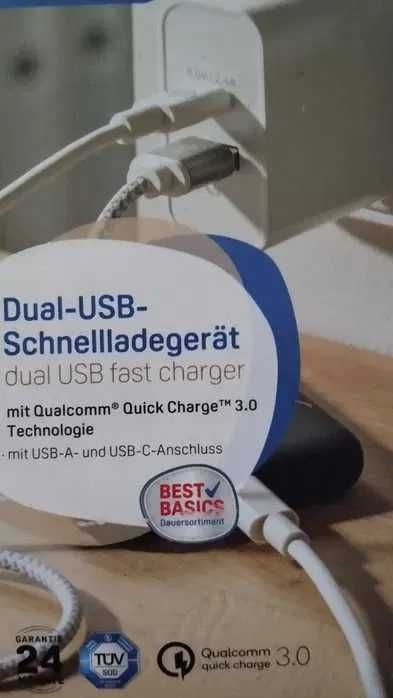 Dual-USB-
Schnellladegerät
dual USB fast charger
mit Qualcomm® Quick Charge™ 3.0
Technologie
· mit USB-A- und USB-C-Anschluss
BEST✓
BASICS
Dauersortiment
GARANTIE
24
MONATE
TÜV
SÜD
Qualcomm
quick charge 3.0